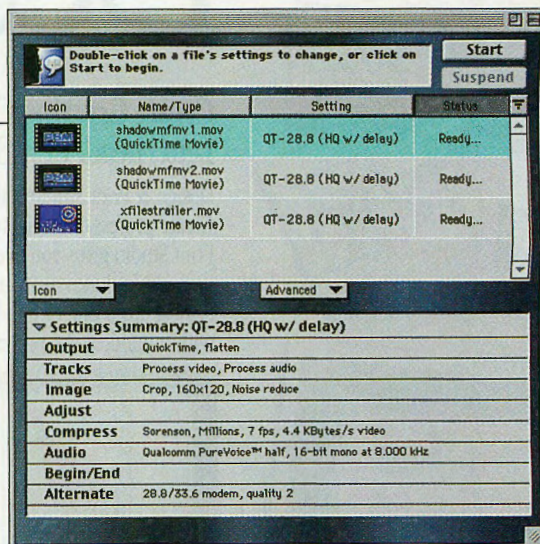 Double-click on a file's settings to change, or click on
Start to begin.
Start
Suspend
Icon Name/Type Setting Status
shadowmfmv1.mov
(QuickTime Movie) QT-28.8 (HQ w/ delay) Ready...
shadowmfmv2.mov
(QuickTime Movie) QT-28.8 (HQ w/ delay) Ready...
xfilestrailer.mov
(QuickTime Movie) QT-28.8 (HQ w/ delay) Ready...
Icon Advanced
Settings Summary: QT-28.8 (HQ w/ delay)
Output QuickTime, flatten
Tracks Process video, Process audio
Image Crop, 160x120, Noise reduce
Adjust
Compress Sorenson, Millions, 7 fps, 4.4 KBytes/s video
Audio Qualcomm PureVoice™ half, 16-bit mono at 8.000 kHz
Begin/End
Alternate 28.8/33.6 modem, quality 2